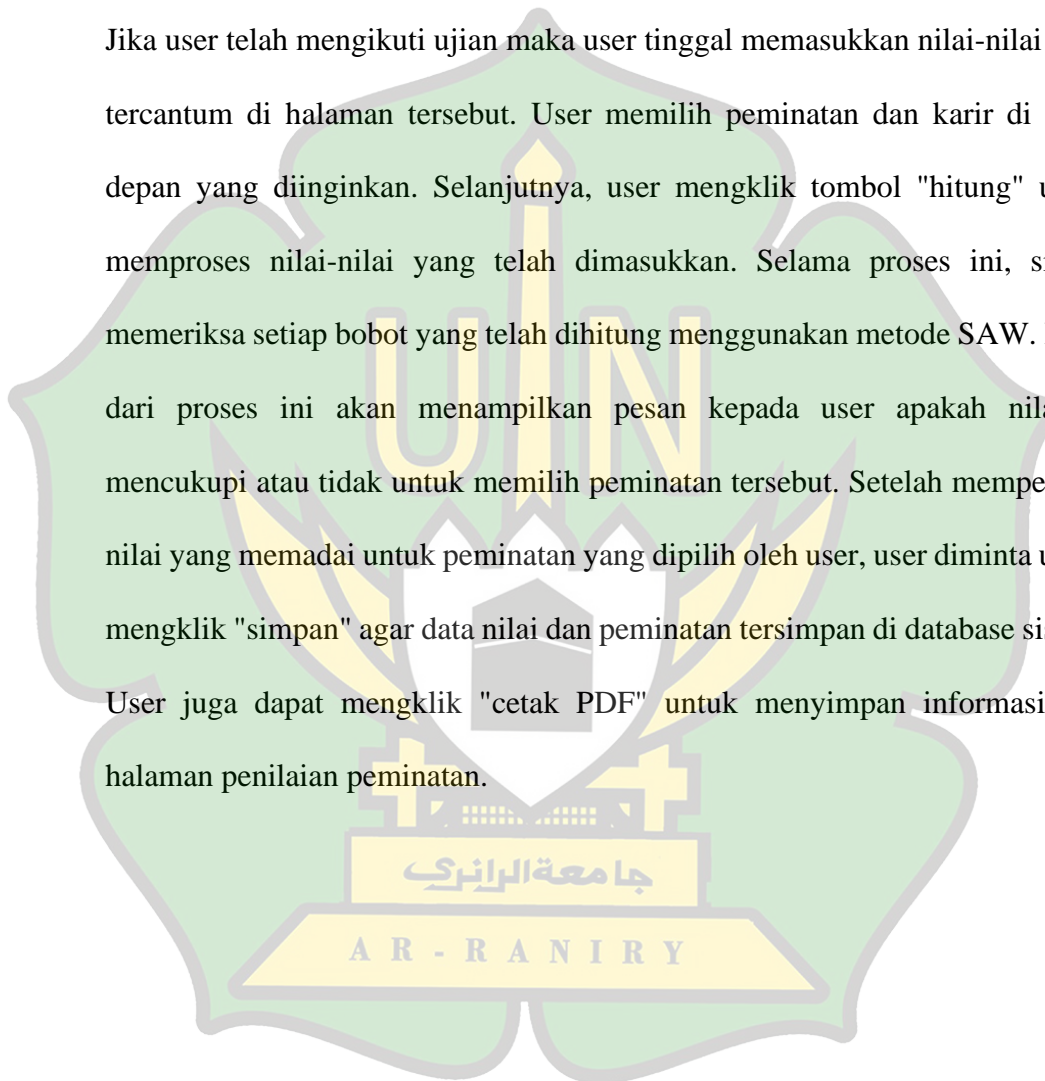 Jika user telah mengikuti ujian maka user tinggal memasukkan nilai-nilai
tercantum di halaman tersebut. User memilih peminatan dan karir di
depan yang diinginkan. Selanjutnya, user mengklik tombol "hitung"
memproses nilai-nilai yang telah dimasukkan. Selama proses ini,
memeriksa setiap bobot yang telah dihitung menggunakan metode SAW.
dari proses ini akan menampilkan pesan kepada user apakah
mencukupi atau tidak untuk memilih peminatan tersebut. Setelah
nilai yang memadai untuk peminatan yang dipilih oleh user, user diminta
mengklik "simpan" agar data nilai dan peminatan tersimpan di database
User juga dapat mengklik "cetak PDF" untuk menyimpan informasi
halaman penilaian peminatan.
UIN
جامعة الرانري
AR-RANIRY